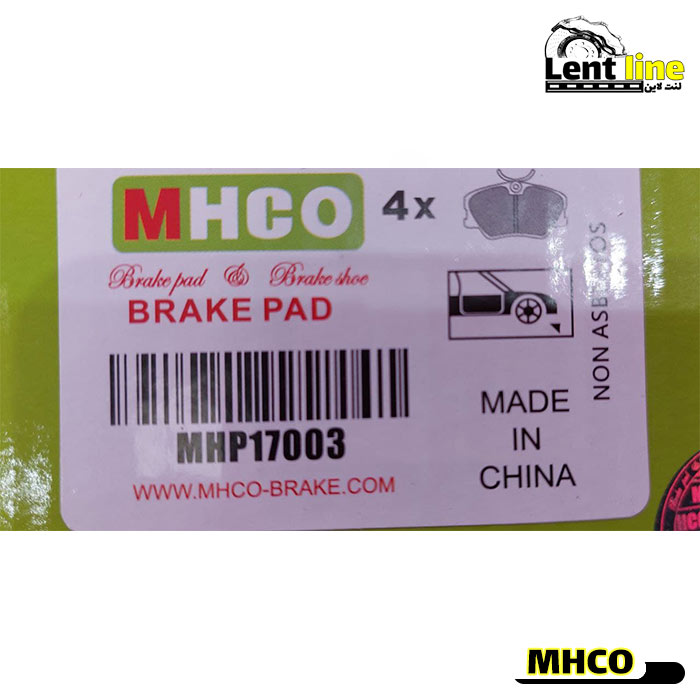 Lent line
لنت لاین
MHCO
4x
Brake pad & Brake shoe
BRAKE PAD
NON ASBESTOS
MHP17003
MADE
IN
CHINA
WWW.MHCO-BRAKE.COM
MHCO